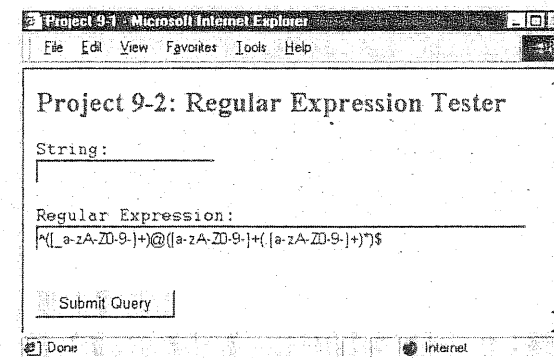 Project 9-1 - Microsoft Internet Explorer
File Edit View Favorites Tools Help
Project 9-2: Regular Expression Tester
String:
Regular Expression:
^([_a-zA-Z0-9-]+)@([a-zA-Z0-9-]+(.[a-zA-Z0-9-]+)*)$
Submit Query
Done Internet